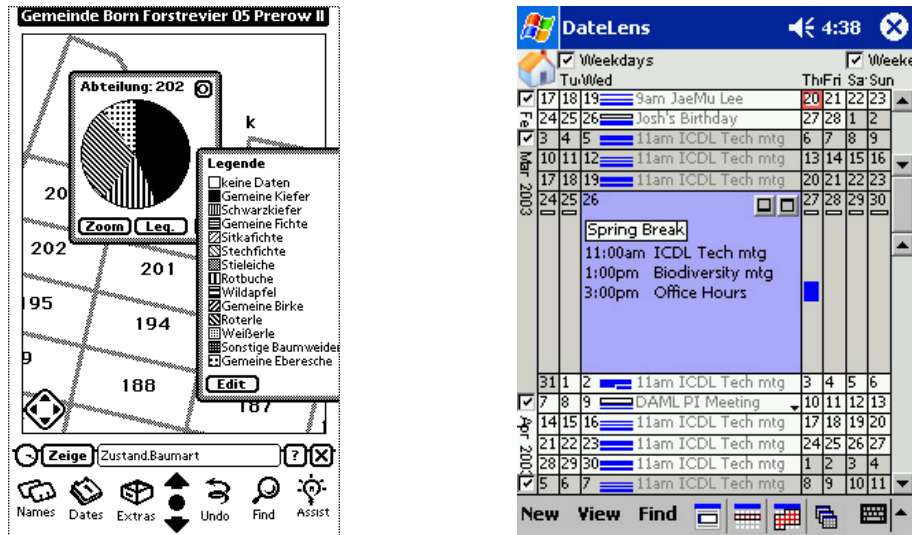 Gemeinde Born Forstrevier 05 Prerow II
Abteilung: 202
k
20
202
201
195
194
9
188
187
Zoom
Leg.
Legende
keine Daten
Gemeine Kiefer
Schwarzkiefer
Gemeine Fichte
Sitkafichte
Stechfichte
Stieleiche
Rotbuche
Wildapfel
Gemeine Birke
Roterle
Weißerle
Sonstige Baumweiden
Gemeine Eberesche
Edit
Zeige Zustand.Baumart ? X
Names Dates Extras Undo Find Assist
DateLens 4:38
Weekdays Weeke
Tu Wed Thu Fri Sa Sun
17 18 19 9am JaeMu Lee 20 21 22 23
Fe 24 25 26 Josh's Birthday 27 28 1 2
3 4 5 11am ICDL Tech mtg 6 7 8 9
Mar 2003 10 11 12 11am ICDL Tech mtg 13 14 15 16
17 18 19 11am ICDL Tech mtg 20 21 22 23
24 25 26 27 28 29 30
Spring Break
11:00am ICDL Tech mtg
1:00pm Biodiversity mtg
3:00pm Office Hours
31 1 2 11am ICDL Tech mtg 3 4 5 6
7 8 9 DAML PI Meeting 10 11 12 13
Apr 2003 14 15 16 11am ICDL Tech mtg 17 18 19 20
21 22 23 11am ICDL Tech mtg 24 25 26 27
28 29 30 11am ICDL Tech mtg 1 2 3 4
5 6 7 11am ICDL Tech mtg 8 9 10 11
New View Find